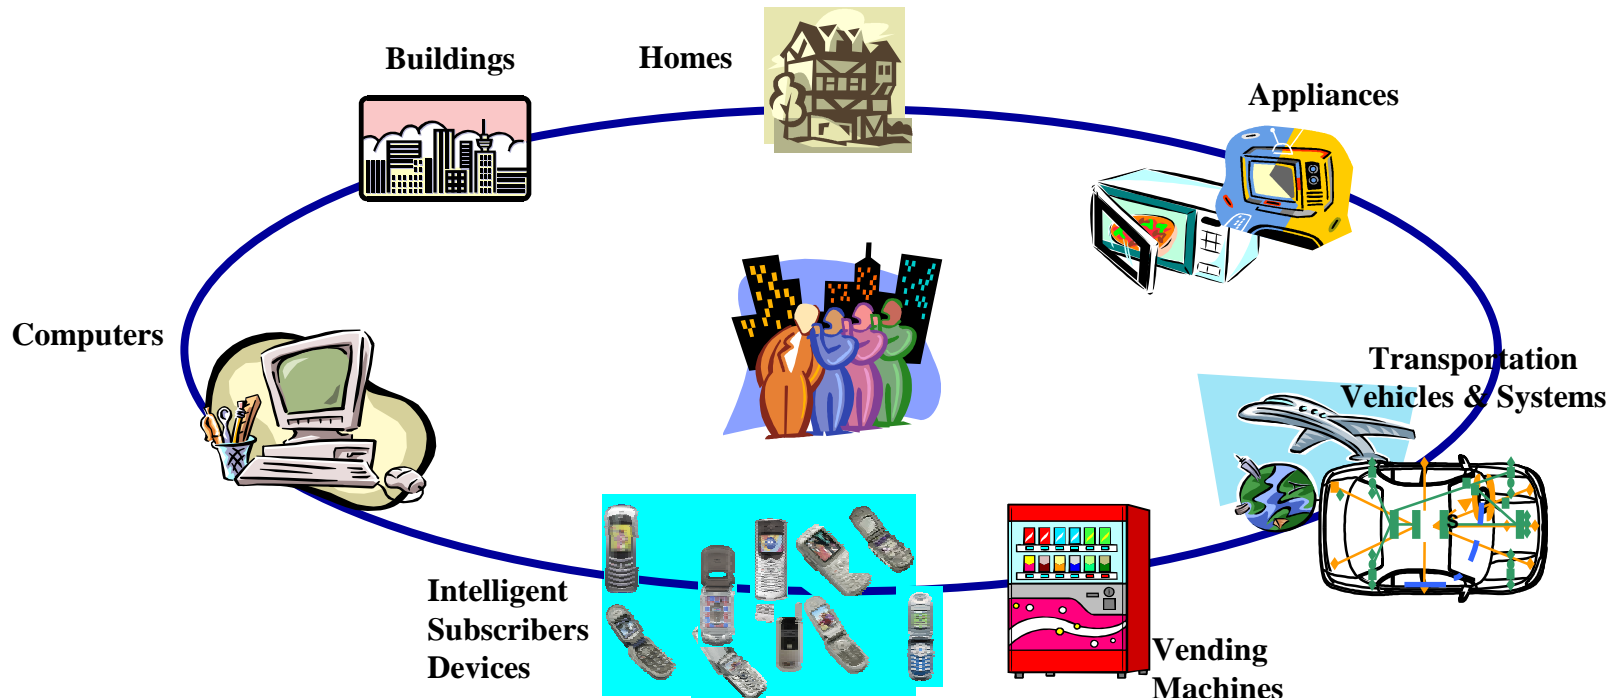 Buildings
Homes
Appliances
Computers
Transportation
Vehicles & Systems
S
Intelligent
Subscribers
Devices
Vending
Machines